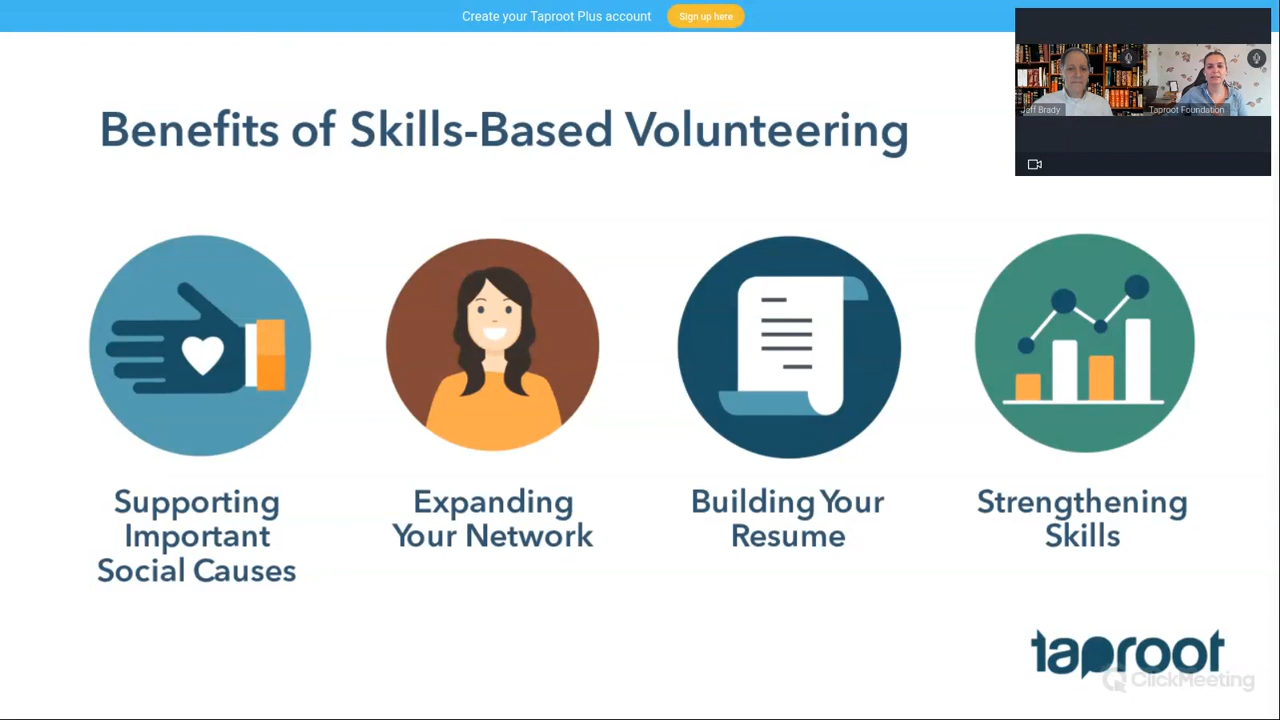 Create your Taproot Plus account
Sign up here
Jeff Brady
Taproot Foundation
Benefits of Skills-Based Volunteering
Supporting
Important
Social Causes
Expanding
Your Network
Building Your
Resume
Strengthening
Skills
taproot
ClickMeeting